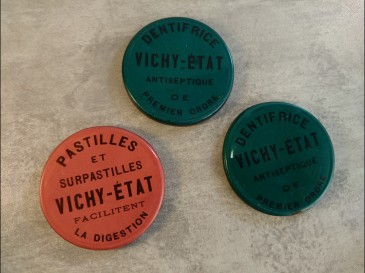 DENTIFRICE
VICHY-ÉTAT
ANTISEPTIQUE
DE
PREMIER ORDRE
DENTIFRICE
VICHY-ÉTAT
ANTISEPTIQUE
DE
PREMIER ORDRE
PASTILLES
ET
SURPASTILLES
VICHY-ÉTAT
FACILITENT
LA DIGESTION